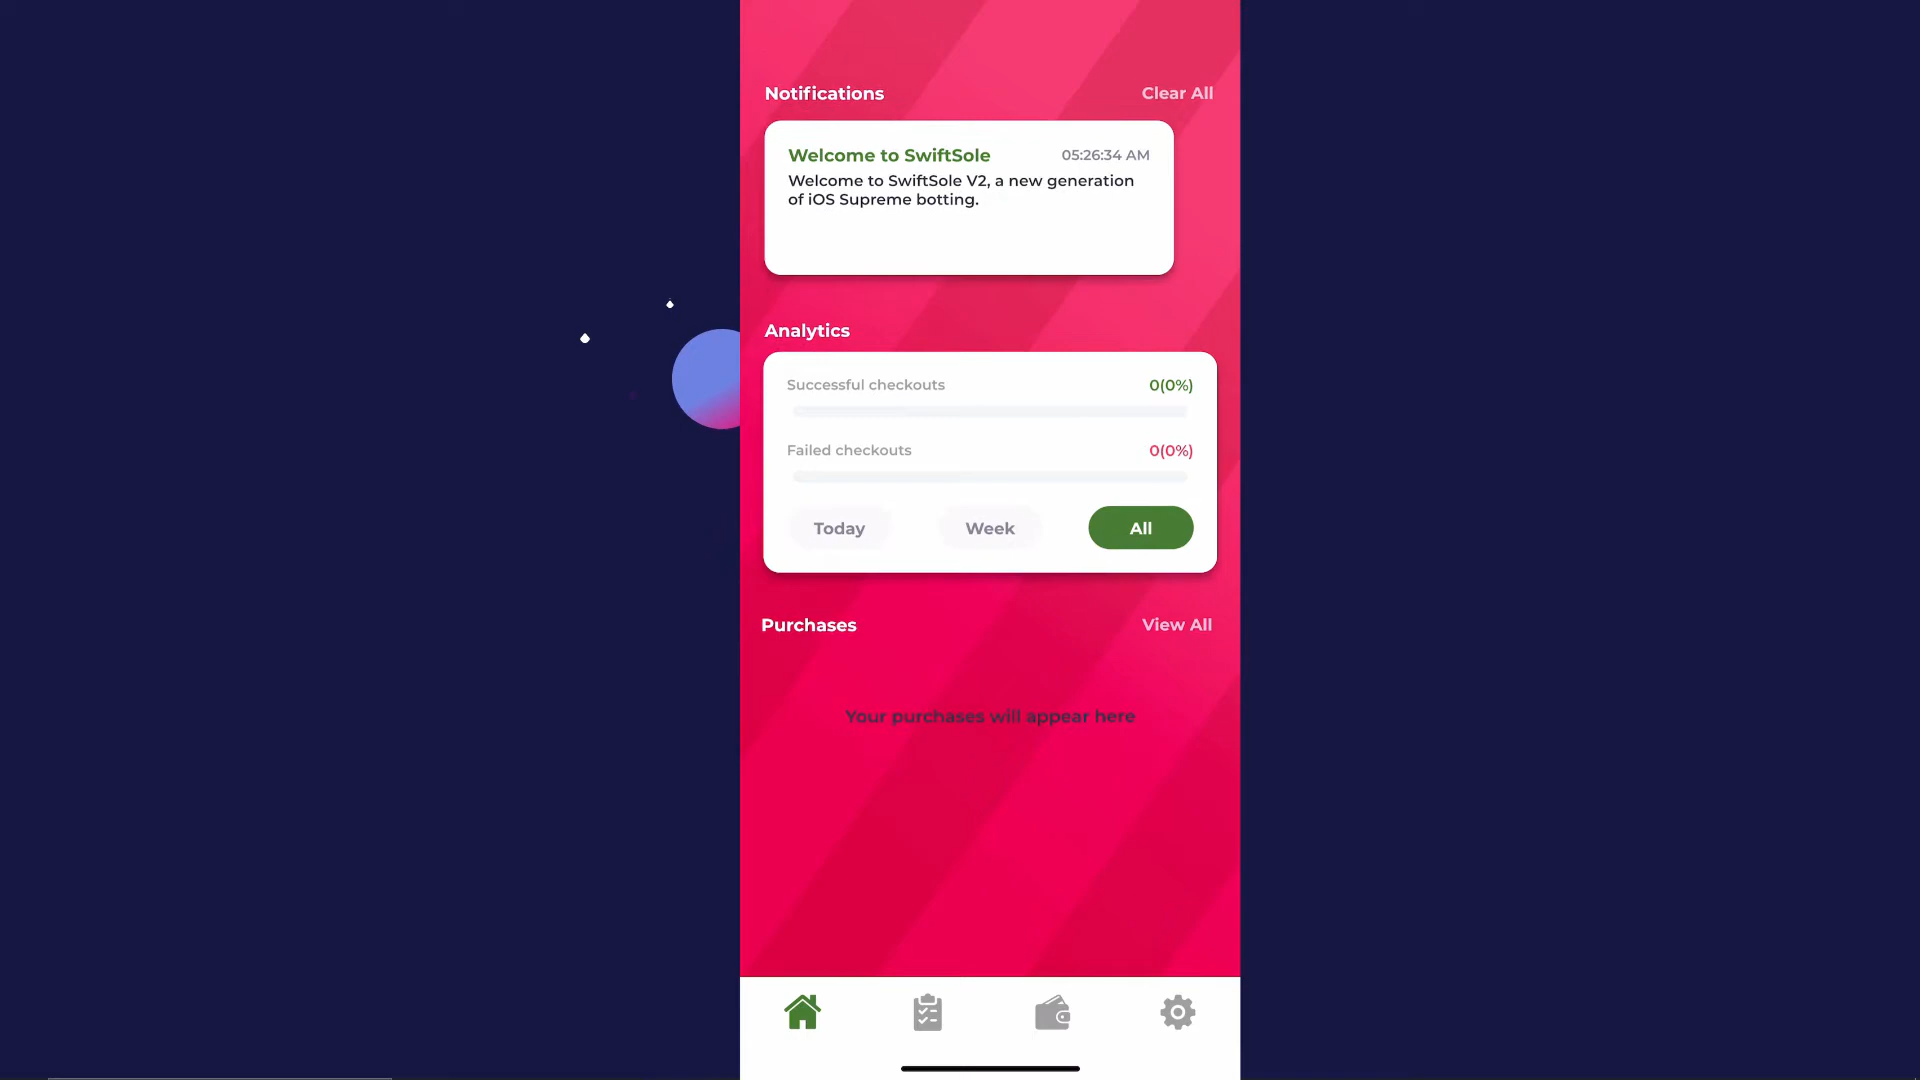 Notifications
Clear All
Welcome to SwiftSole
05:26:34 AM
Welcome to SwiftSole V2, a new generation
of iOS Supreme botting.
Analytics
Successful checkouts
0(0%)
Failed checkouts
0(0%)
Today
Week
All
Purchases
View All
Your purchases will appear here